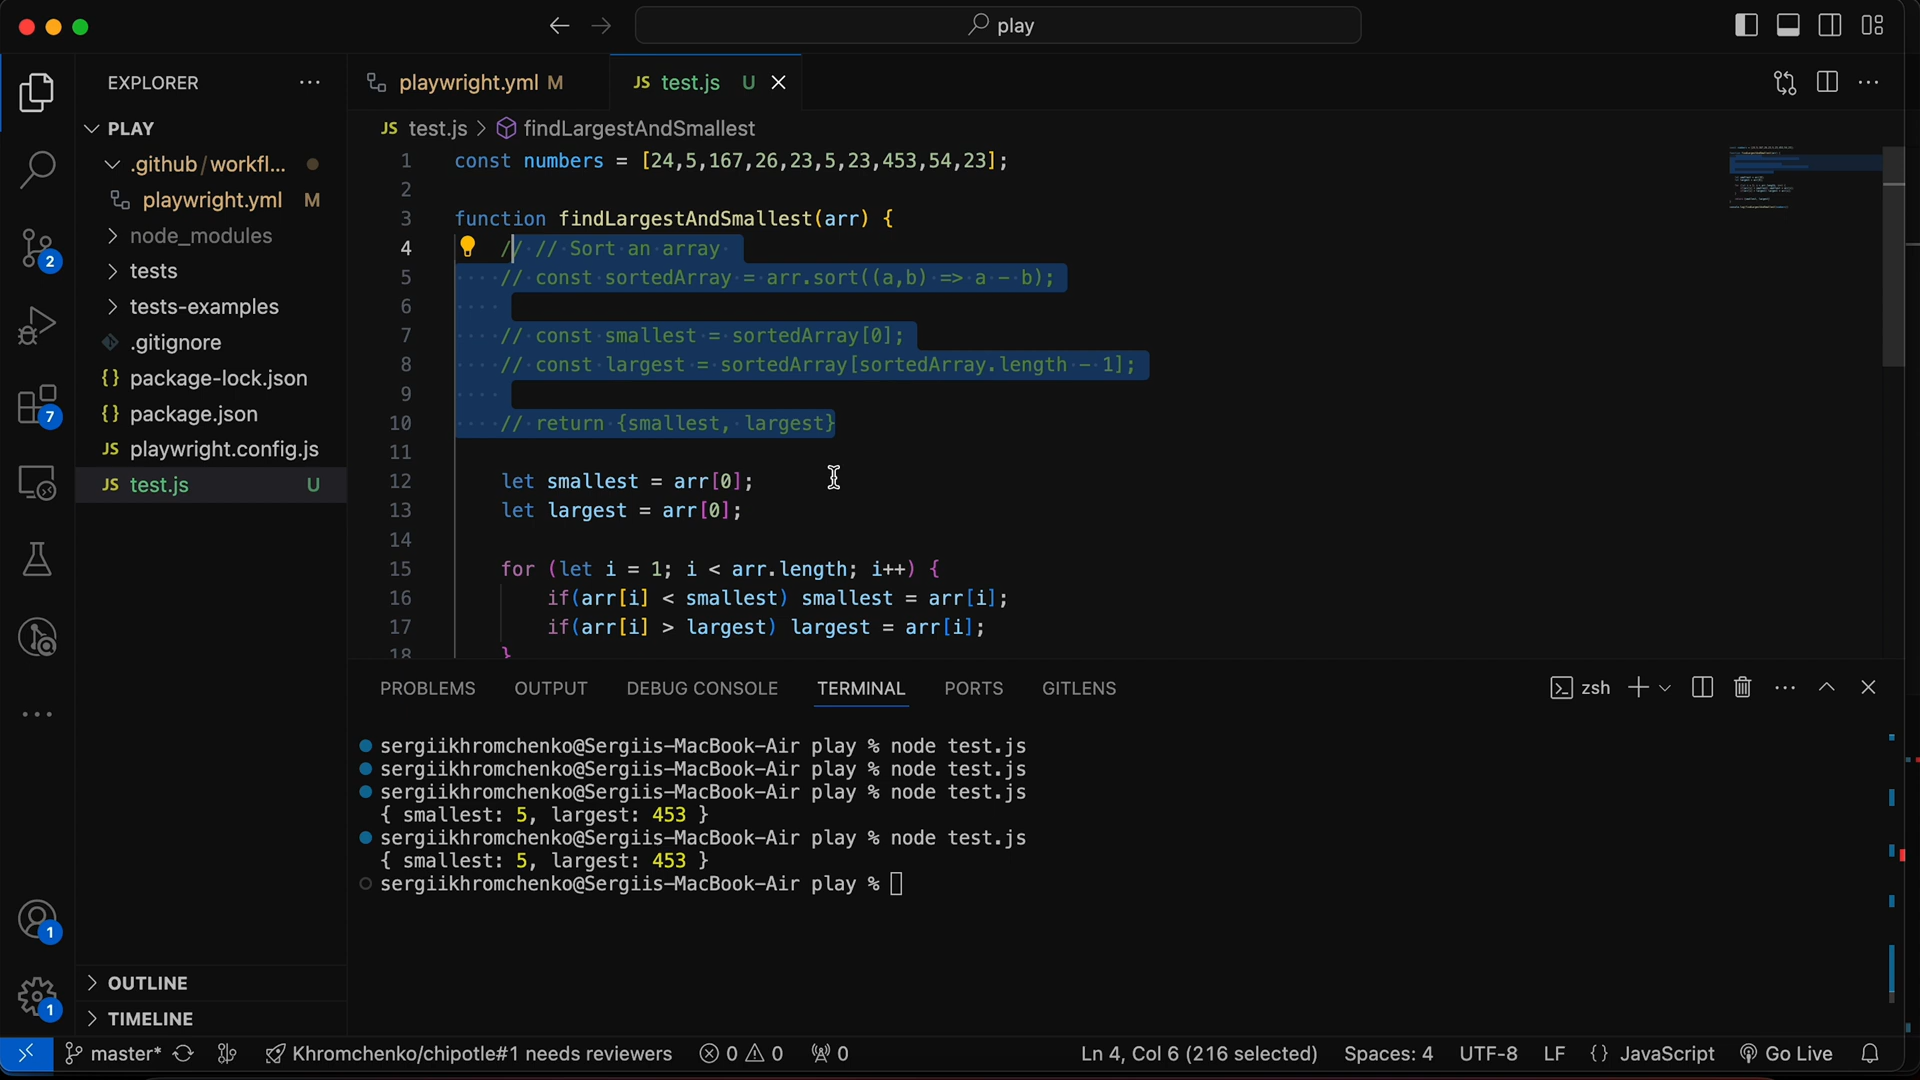 play
EXPLORER
playwright.yml M
JS test.js U
PLAY
JS test.js > findLargestAndSmallest
.github/workfl...
playwright.yml M
node_modules
tests
tests-examples
.gitignore
{} package-lock.json
{} package.json
JS playwright.config.js
JS test.js U
1 const numbers = [24,5,167,26,23,5,23,453,54,23];
2
3 function findLargestAndSmallest(arr) {
4 // // Sort an array
5 // const sortedArray = arr.sort((a,b) => a - b);
6
7 // const smallest = sortedArray[0];
8 // const largest = sortedArray[sortedArray.length - 1];
9
10 // return {smallest, largest}
11
12 let smallest = arr[0];
13 let largest = arr[0];
14
15 for (let i = 1; i < arr.length; i++) {
16 if(arr[i] < smallest) smallest = arr[i];
17 if(arr[i] > largest) largest = arr[i];
18 }
PROBLEMS OUTPUT DEBUG CONSOLE TERMINAL PORTS GITLENS
zsh
sergiikhromchenko@Sergiis-MacBook-Air play % node test.js
sergiikhromchenko@Sergiis-MacBook-Air play % node test.js
sergiikhromchenko@Sergiis-MacBook-Air play % node test.js
{ smallest: 5, largest: 453 }
sergiikhromchenko@Sergiis-MacBook-Air play % node test.js
{ smallest: 5, largest: 453 }
sergiikhromchenko@Sergiis-MacBook-Air play %
2
7
1
1
OUTLINE
TIMELINE
master* Khromchenko/chipotle#1 needs reviewers 0 0 0 Ln 4, Col 6 (216 selected) Spaces: 4 UTF-8 LF {} JavaScript Go Live